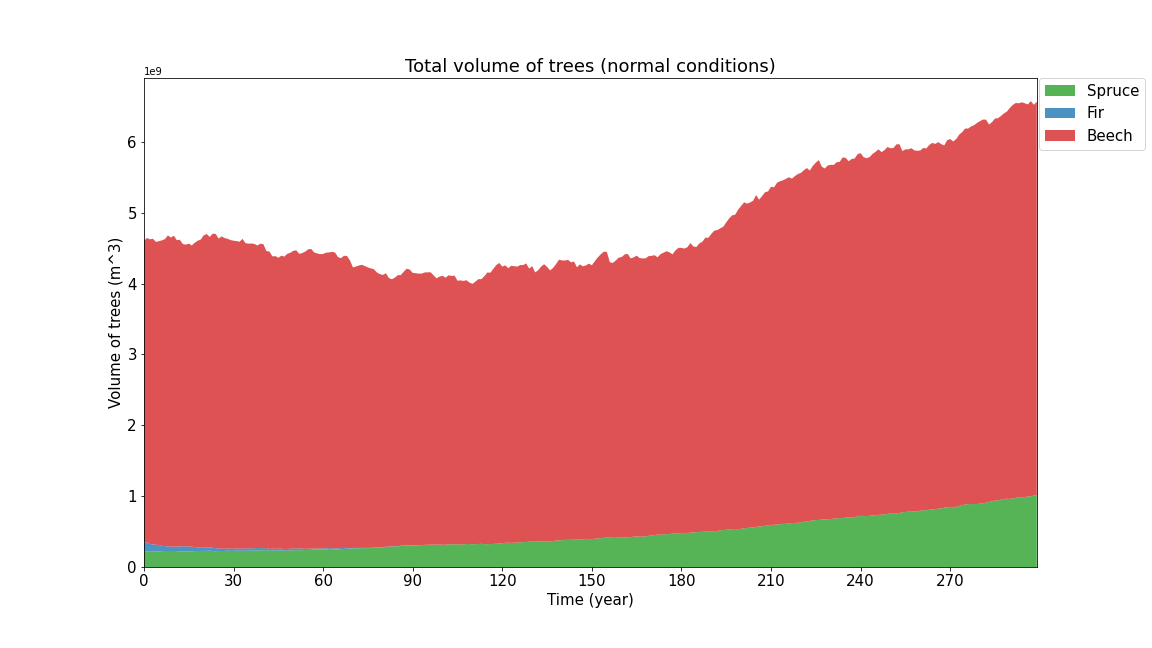 Total volume of trees (normal conditions)
1e9
Spruce
Fir
Beech
Volume of trees (m^3)
6
5
4
3
2
1
0
0 30 60 90 120 150 180 210 240 270
Time (year)